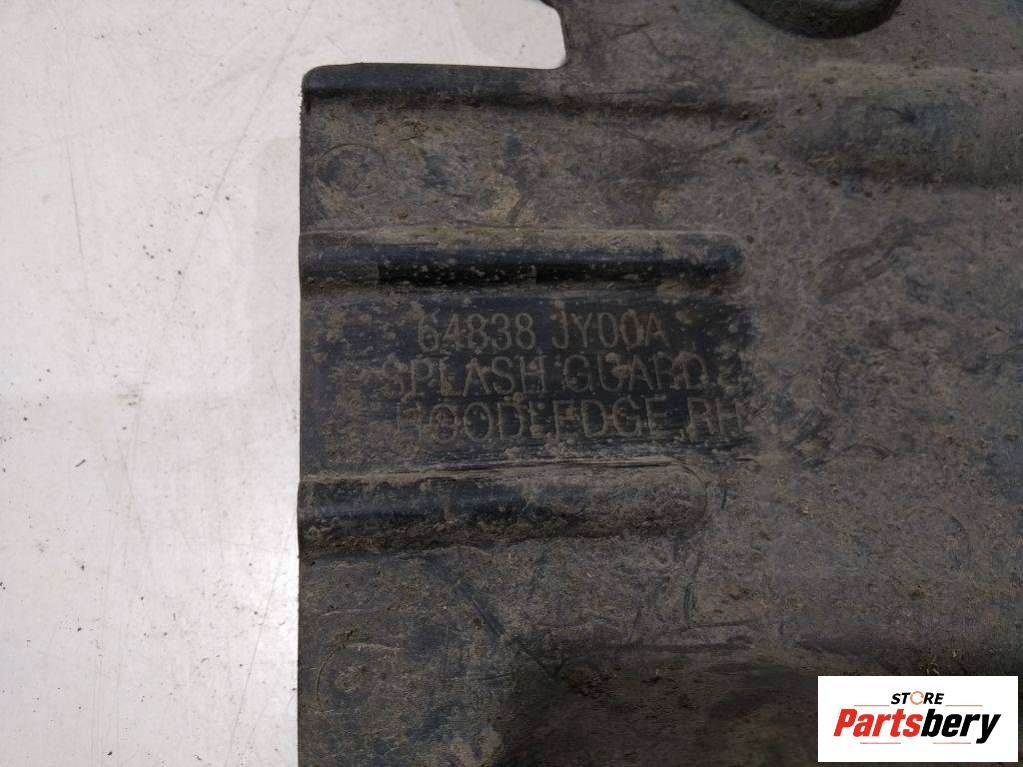 64838 JY00A
SPLASH GUARD
HOODLEDGE RH
STORE
Partsbery